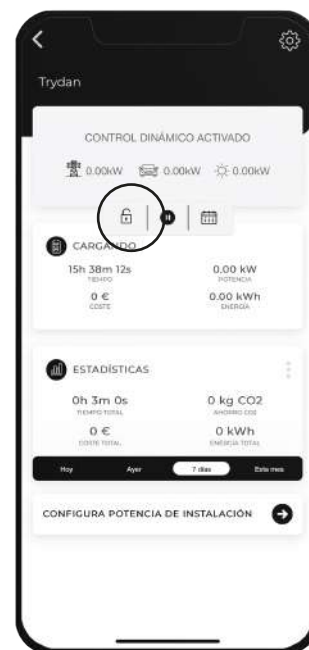 Trydan
CONTROL DINÁMICO ACTIVADO
0.00kW 0.00kW 0.00kW
CARGANDO
15h 38m 12s 0.00 kW
TIEMPO POTENCIA
0 € 0.00 kWh
COSTE ENERGÍA
ESTADÍSTICAS
0h 3m 0s 0 kg CO2
TIEMPO TOTAL AHORRO CO2
0 € 0 kWh
COSTE TOTAL ENERGÍA TOTAL
Hoy Ayer 7 días Este mes
CONFIGURA POTENCIA DE INSTALACIÓN